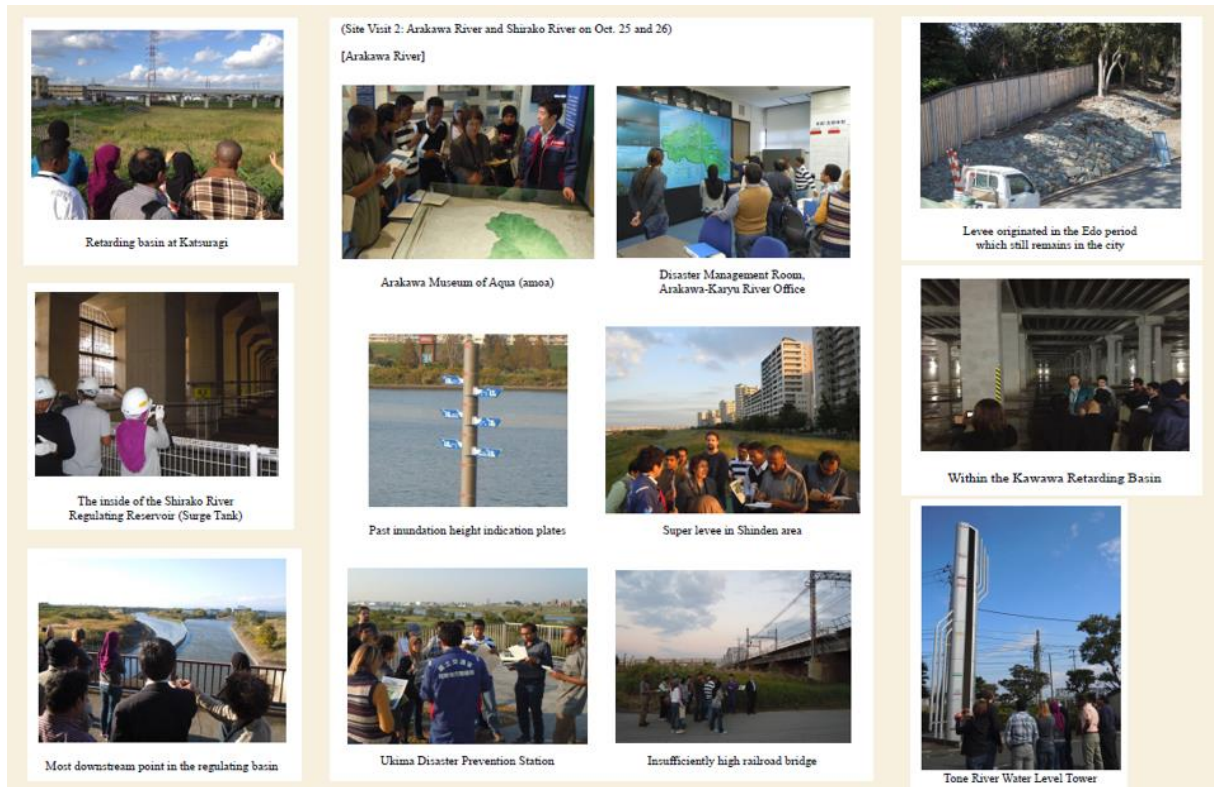 Retarding basin at Katsuragi
The inside of the Shirako River
Regulating Reservoir (Surge Tank)
Most downstream point in the regulating basin
(Site Visit 2: Arakawa River and Shirako River on Oct. 25 and 26)
[Arakawa River]
Arakawa Museum of Aqua (amoa)
Disaster Management Room,
Arakawa-Karyu River Office
Past inundation height indication plates
Super levee in Shinden area
Ukima Disaster Prevention Station
Insufficiently high railroad bridge
Levee originated in the Edo period
which still remains in the city
Within the Kawawa Retarding Basin
Tone River Water Level Tower